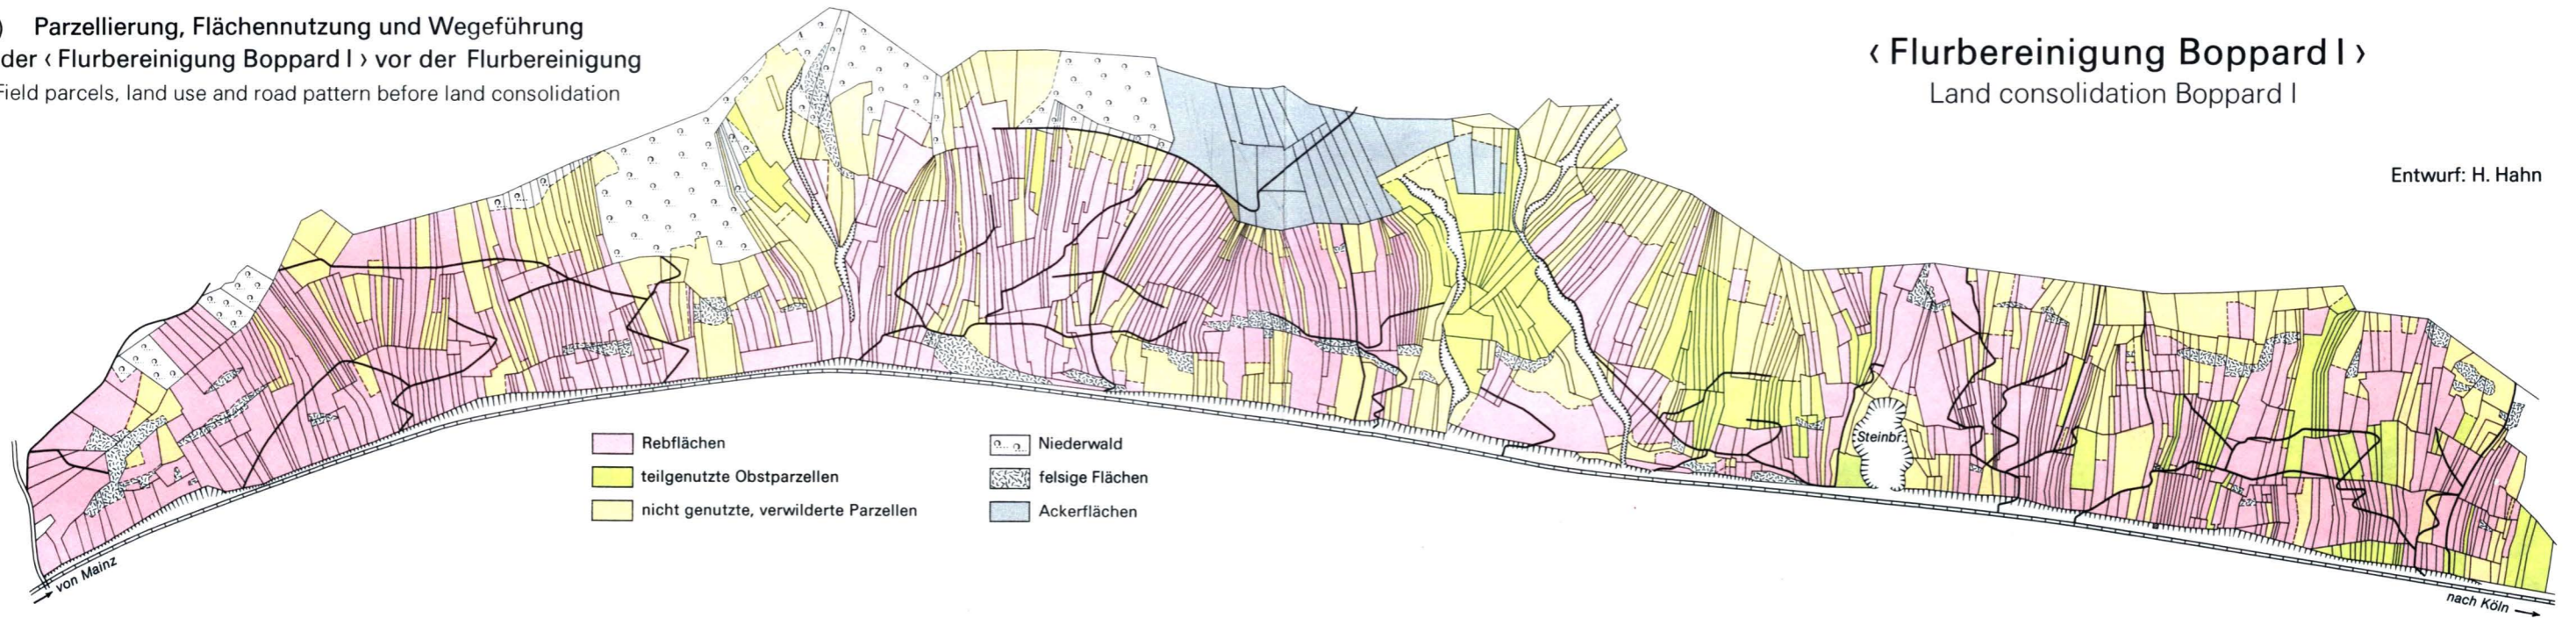 ) Parzellierung, Flächennutzung und Wegeführung
der ‹ Flurbereinigung Boppard I › vor der Flurbereinigung
Field parcels, land use and road pattern before land consolidation
‹ Flurbereinigung Boppard I ›
Land consolidation Boppard I
Entwurf: H. Hahn
Steinbr.
Rebflächen
teilgenutzte Obstparzellen
nicht genutzte, verwilderte Parzellen
Niederwald
felsige Flächen
Ackerflächen
von Mainz
nach Köln